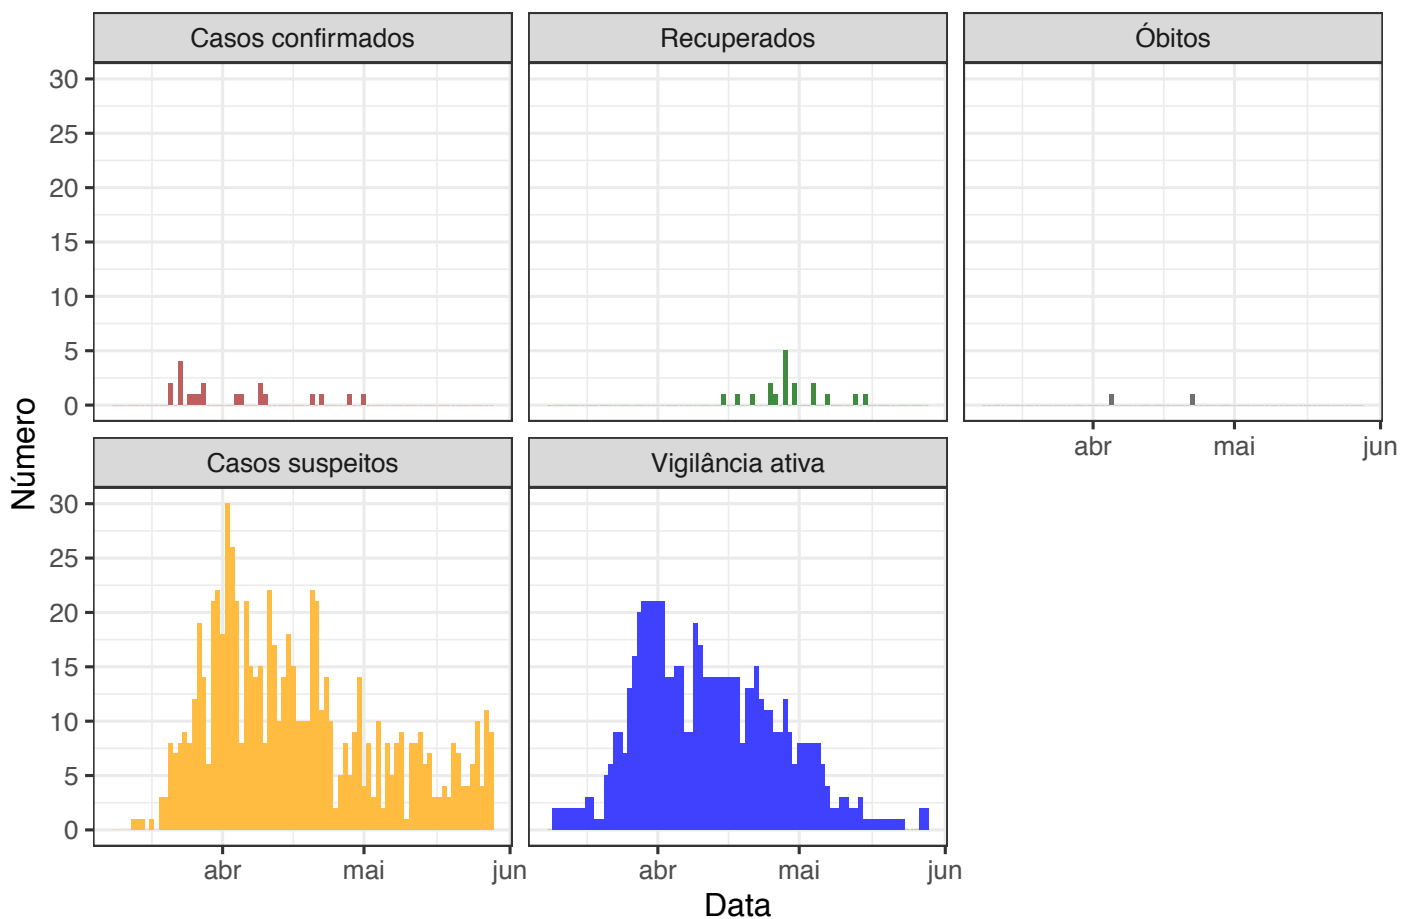 Casos confirmados
Recuperados
Óbitos
30
25
20
15
10
5
0
abr mai jun
Número
Casos suspeitos
Vigilância ativa
30
25
20
15
10
5
0
abr mai jun
abr mai jun
Data